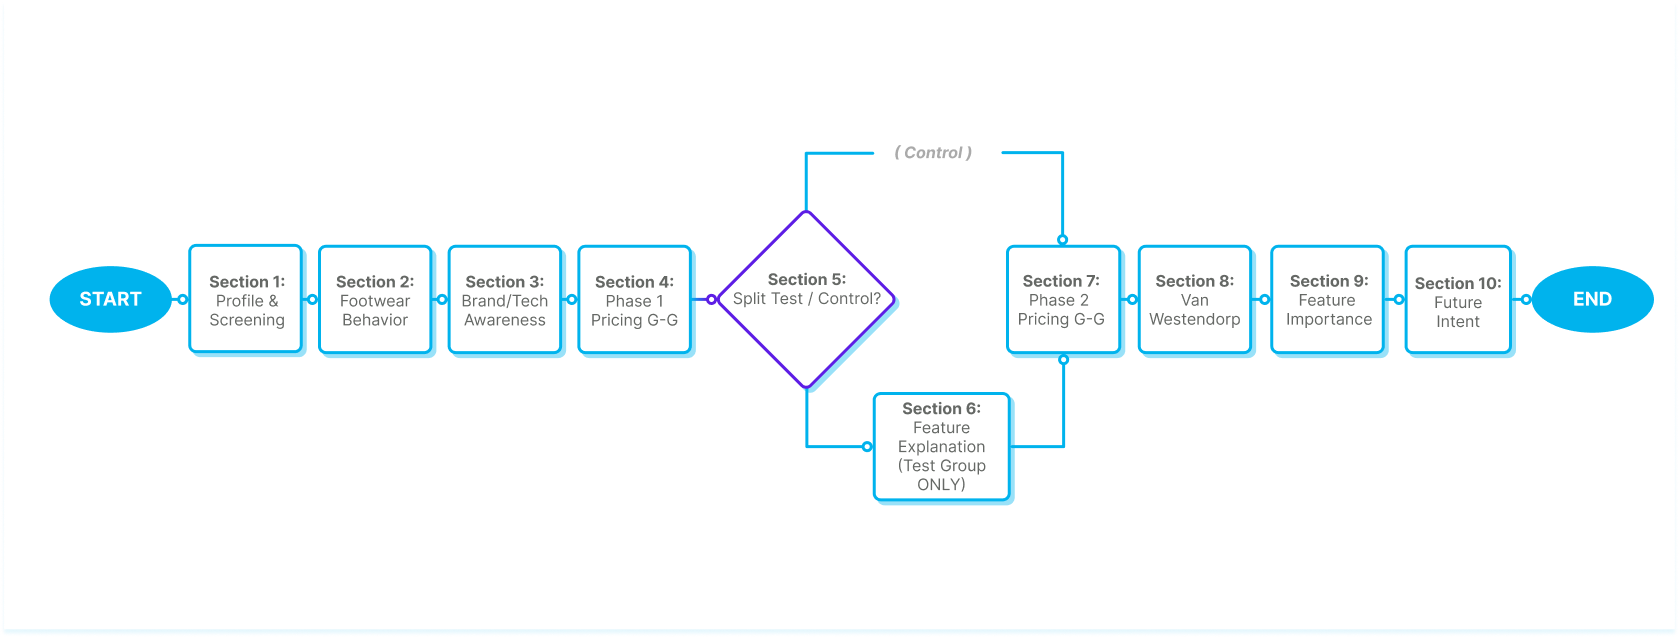 START
Section 1:
Profile &
Screening
Section 2:
Footwear
Behavior
Section 3:
Brand/Tech
Awareness
Section 4:
Phase 1
Pricing G-G
Section 5:
Split Test / Control?
( Control )
Section 6:
Feature
Explanation
(Test Group
ONLY)
Section 7:
Phase 2
Pricing G-G
Section 8:
Van
Westendorp
Section 9:
Feature
Importance
Section 10:
Future
Intent
END